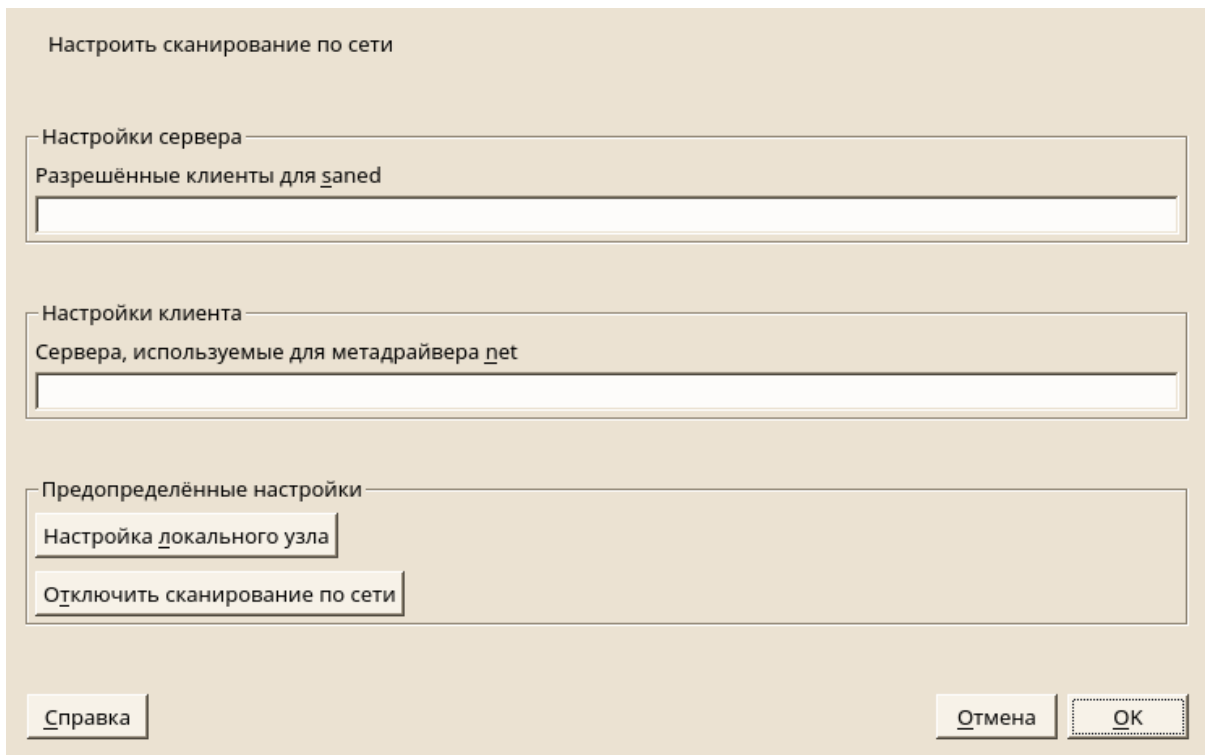 Настроить сканирование по сети
Настройки сервера
Разрешённые клиенты для saned
Настройки клиента
Сервера, используемые для метадрайвера net
Предопределённые настройки
Настройка локального узла
Отключить сканирование по сети
Справка
Отмена
OK